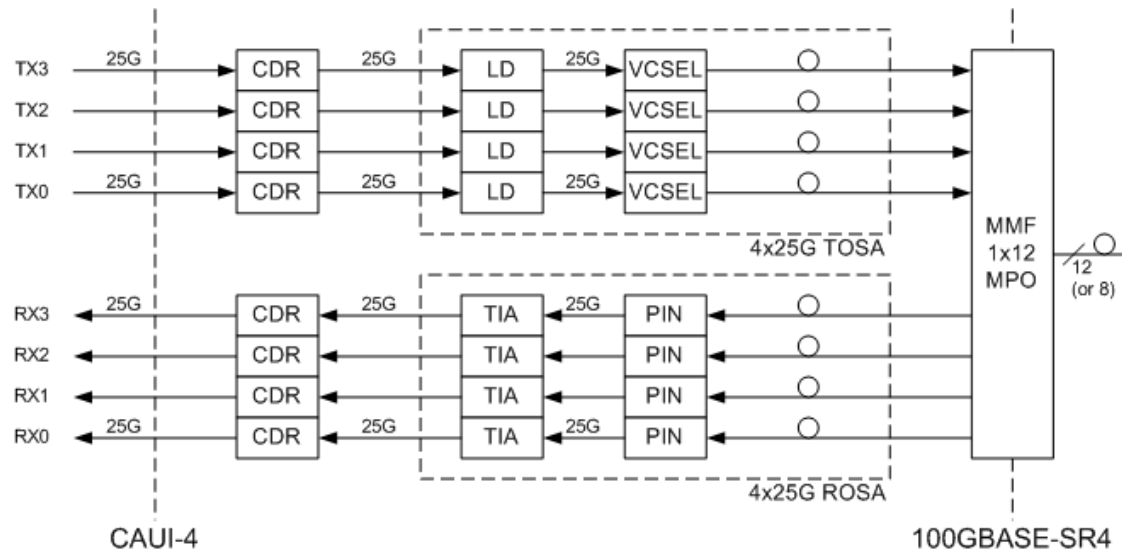 TX3 25G CDR 25G LD 25G VCSEL
TX2 CDR LD VCSEL
TX1 CDR LD VCSEL
TX0 25G CDR 25G LD 25G VCSEL
4x25G TOSA
MMF
1x12
MPO
12
(or 8)
RX3 25G CDR 25G TIA 25G PIN
RX2 CDR TIA PIN
RX1 CDR TIA PIN
RX0 25G CDR 25G TIA 25G PIN
4x25G ROSA
CAUI-4 100GBASE-SR4